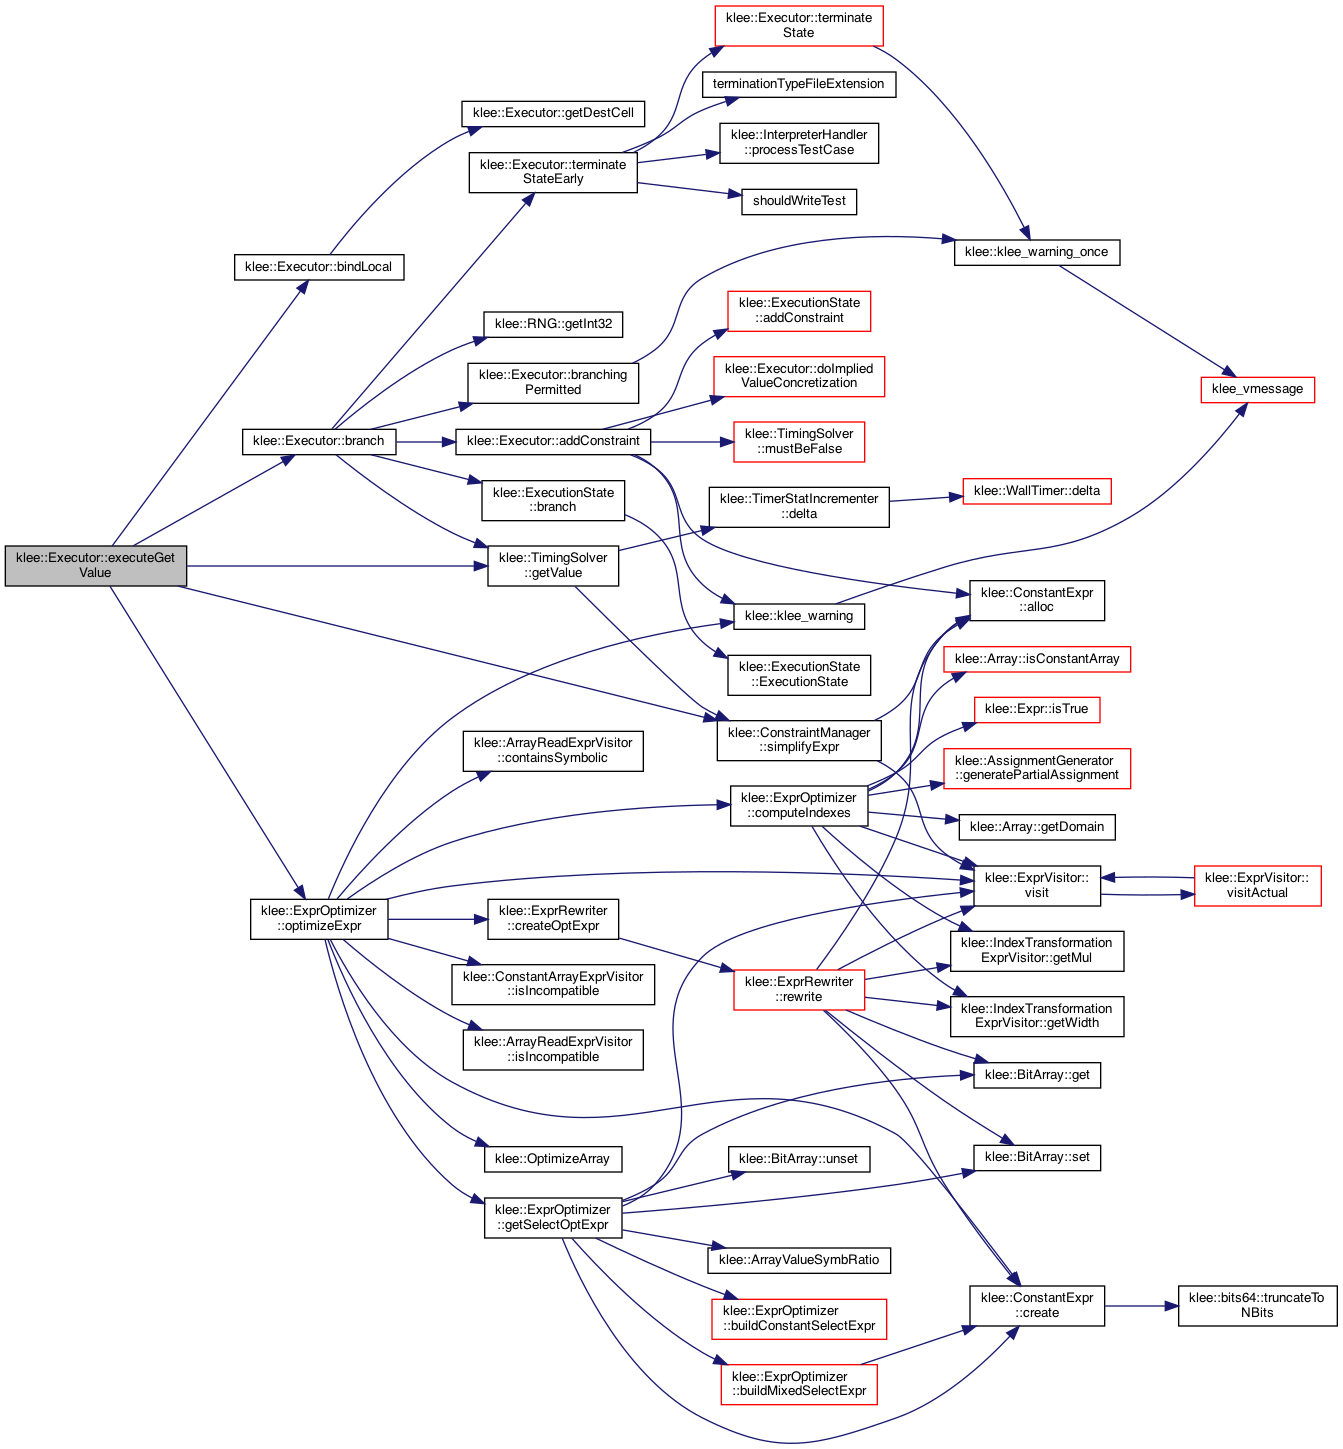 klee::Executor::terminate
State
terminationTypeFileExtension
klee::Executor::getDestCell
klee::InterpreterHandler
::processTestCase
klee::Executor::terminate
StateEarly
shouldWriteTest
klee::klee_warning_once
klee::Executor::bindLocal
klee::ExecutionState
::addConstraint
klee::RNG::getInt32
klee::Executor::doImplied
ValueConcretization
klee::Executor::branching
Permitted
klee_vmessage
klee::Executor::branch
klee::Executor::addConstraint
klee::TimingSolver
::mustBeFalse
klee::ExecutionState
::branch
klee::TimerStatIncrementer
::delta
klee::WallTimer::delta
klee::Executor::executeGet
Value
klee::TimingSolver
::getValue
klee::ConstantExpr
::alloc
klee::klee_warning
klee::Array::isConstantArray
klee::ExecutionState
::ExecutionState
klee::Expr::isTrue
klee::ConstraintManager
::simplifyExpr
klee::ArrayReadExprVisitor
::containsSymbolic
klee::AssignmentGenerator
::generatePartialAssignment
klee::ExprOptimizer
::computeIndexes
klee::Array::getDomain
klee::ExprVisitor::
visit
klee::ExprVisitor::
visitActual
klee::ExprOptimizer
::optimizeExpr
klee::ExprRewriter
::createOptExpr
klee::IndexTransformation
ExprVisitor::getMul
klee::ConstantArrayExprVisitor
::isIncompatible
klee::ExprRewriter
::rewrite
klee::IndexTransformation
ExprVisitor::getWidth
klee::ArrayReadExprVisitor
::isIncompatible
klee::BitArray::get
klee::OptimizeArray
klee::BitArray::unset
klee::BitArray::set
klee::ExprOptimizer
::getSelectOptExpr
klee::ArrayValueSymbRatio
klee::ExprOptimizer
::buildConstantSelectExpr
klee::ConstantExpr
::create
klee::bits64::truncateTo
NBits
klee::ExprOptimizer
::buildMixedSelectExpr